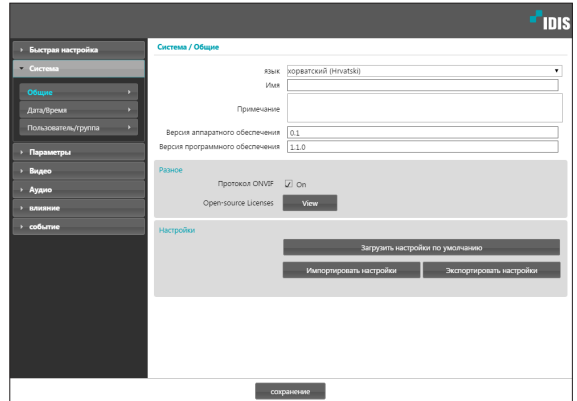 IDIS
Быстрая настройка
Система
Общие
Дата/Время
Пользователь/группа
Параметры
Видео
Аудио
влияние
событие
Система / Общие
язык хорватский (Hrvatski)
Имя
Примечание
Версия аппаратного обеспечения 0.1
Версия программного обеспечения 1.1.0
Разное
Протокол ONVIF On
Open-source Licenses View
Настройки
Загрузить настройки по умолчанию
Импортировать настройки Экспортировать настройки
сохранение